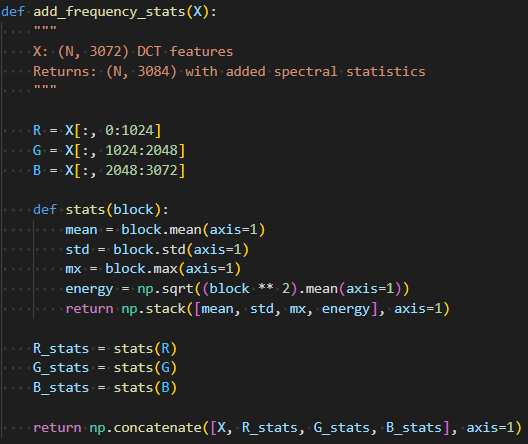 def add_frequency_stats(X):
    """
    X: (N, 3072) DCT features
    Returns: (N, 3084) with added spectral statistics
    """

    R = X[:, 0:1024]
    G = X[:, 1024:2048]
    B = X[:, 2048:3072]

    def stats(block):
        mean = block.mean(axis=1)
        std = block.std(axis=1)
        mx = block.max(axis=1)
        energy = np.sqrt((block ** 2).mean(axis=1))
        return np.stack([mean, std, mx, energy], axis=1)

    R_stats = stats(R)
    G_stats = stats(G)
    B_stats = stats(B)

    return np.concatenate([X, R_stats, G_stats, B_stats], axis=1)